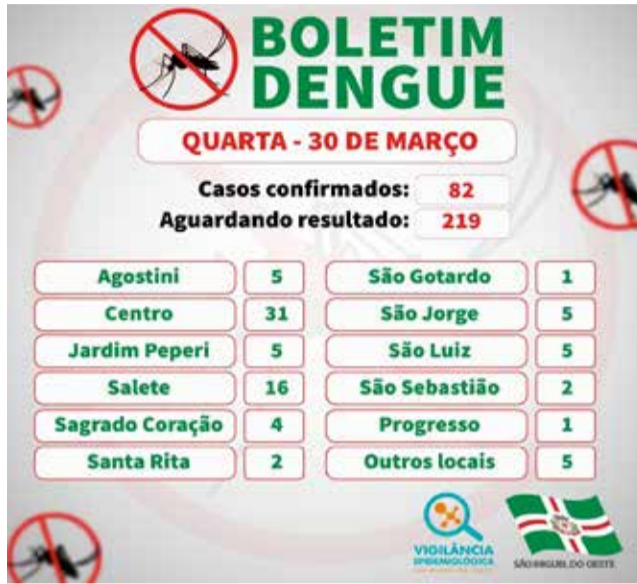 BOLETIM
DENGUE
QUARTA - 30 DE MARÇO
Casos confirmados: 82
Aguardando resultado: 219
Agostini 5 São Gotardo 1
Centro 31 São Jorge 5
Jardim Peperi 5 São Luiz 5
Salete 16 São Sebastião 2
Sagrado Coração 4 Progresso 1
Santa Rita 2 Outros locais 5
VIGILÂNCIA
EPIDEMIOLÓGICA
SÃO MIGUEL DO OESTE